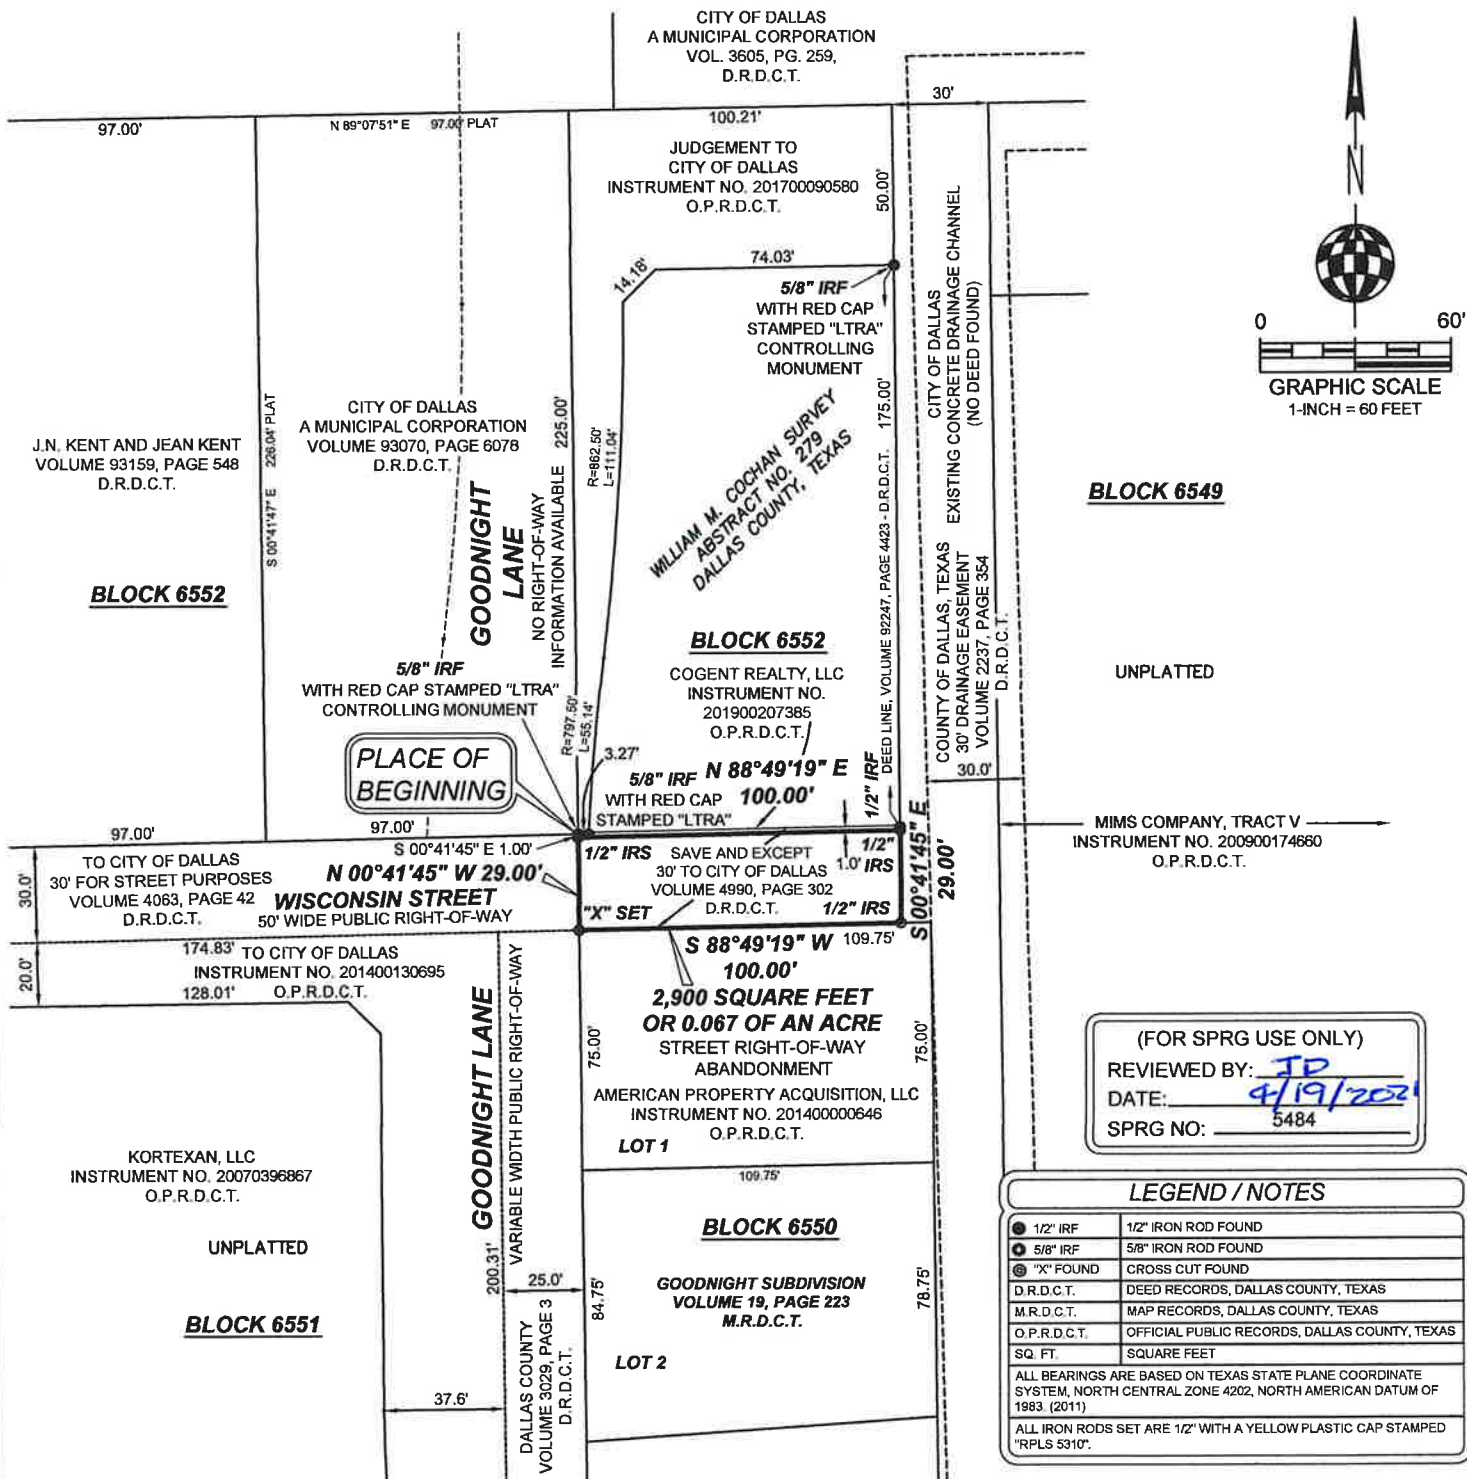 CITY OF DALLAS
A MUNICIPAL CORPORATION
VOL. 3605, PG. 259,
D.R.D.C.T.
30'
97.00'
N 89°07'51" E 97.00' PLAT
100.21'
JUDGEMENT TO
CITY OF DALLAS
INSTRUMENT NO. 201700090580
O.P.R.D.C.T.
50.00'
N
0 60'
GRAPHIC SCALE
1-INCH = 60 FEET
14.18'
74.03'
5/8" IRF
WITH RED CAP
STAMPED "LTRA"
CONTROLLING
MONUMENT
CITY OF DALLAS
EXISTING CONCRETE DRAINAGE CHANNEL
(NO DEED FOUND)
J.N. KENT AND JEAN KENT
VOLUME 93159, PAGE 548
D.R.D.C.T.
S 00°41'47" E 226.04' PLAT
CITY OF DALLAS
A MUNICIPAL CORPORATION
VOLUME 93070, PAGE 6078
D.R.D.C.T.
GOODNIGHT
LANE
NO RIGHT-OF-WAY
INFORMATION AVAILABLE
225.00'
R=862.50'
L=111.04'
WILLIAM M. COCHAN SURVEY
ABSTRACT NO. 279
DALLAS COUNTY, TEXAS
DEED LINE, VOLUME 92247, PAGE 4423 - D.R.D.C.T. 175.00'
BLOCK 6549
BLOCK 6552
BLOCK 6552
COGENT REALTY, LLC
INSTRUMENT NO.
201900207385
O.P.R.D.C.T.
COUNTY OF DALLAS, TEXAS
30' DRAINAGE EASEMENT
VOLUME 2237, PAGE 354
D.R.D.C.T.
UNPLATTED
5/8" IRF
WITH RED CAP STAMPED "LTRA"
CONTROLLING MONUMENT
R=797.50'
L=55.14'
PLACE OF
BEGINNING
3.27'
5/8" IRF
WITH RED CAP
STAMPED "LTRA"
N 88°49'19" E
100.00'
1/2" IRF
30.0'
97.00'
97.00'
S 00°41'45" E 1.00'
MIMS COMPANY, TRACT V
INSTRUMENT NO. 200900174660
O.P.R.D.C.T.
30.0'
TO CITY OF DALLAS
30' FOR STREET PURPOSES
VOLUME 4063, PAGE 42
D.R.D.C.T.
N 00°41'45" W 29.00'
WISCONSIN STREET
50' WIDE PUBLIC RIGHT-OF-WAY
1/2" IRS
SAVE AND EXCEPT
30' TO CITY OF DALLAS
VOLUME 4990, PAGE 302
D.R.D.C.T.
1.0'
1/2"
IRS
"X" SET
1/2" IRS
S 00°41'45" E
29.00'
20.0'
174.83'
TO CITY OF DALLAS
INSTRUMENT NO. 201400130695
O.P.R.D.C.T.
128.01'
S 88°49'19" W
100.00'
109.75'
2,900 SQUARE FEET
OR 0.067 OF AN ACRE
STREET RIGHT-OF-WAY
ABANDONMENT
75.00'
75.00'
AMERICAN PROPERTY ACQUISITION, LLC
INSTRUMENT NO. 201400000646
O.P.R.D.C.T.
LOT 1
GOODNIGHT LANE
VARIABLE WIDTH PUBLIC RIGHT-OF-WAY
(FOR SPRG USE ONLY)
REVIEWED BY: JD
DATE: 4/19/2021
SPRG NO: 5484
KORTEXAN, LLC
INSTRUMENT NO. 20070396867
O.P.R.D.C.T.
UNPLATTED
BLOCK 6551
109.75'
BLOCK 6550
GOODNIGHT SUBDIVISION
VOLUME 19, PAGE 223
M.R.D.C.T.
LOT 2
200.31'
25.0'
84.75'
78.75'
37.6'
DALLAS COUNTY
VOLUME 3029, PAGE 3
D.R.D.C.T.
LEGEND / NOTES
1/2" IRF 1/2" IRON ROD FOUND
5/8" IRF 5/8" IRON ROD FOUND
"X" FOUND CROSS CUT FOUND
D.R.D.C.T. DEED RECORDS, DALLAS COUNTY, TEXAS
M.R.D.C.T. MAP RECORDS, DALLAS COUNTY, TEXAS
O.P.R.D.C.T. OFFICIAL PUBLIC RECORDS, DALLAS COUNTY, TEXAS
SQ. FT. SQUARE FEET
ALL BEARINGS ARE BASED ON TEXAS STATE PLANE COORDINATE
SYSTEM, NORTH CENTRAL ZONE 4202, NORTH AMERICAN DATUM OF
1983. (2011)
ALL IRON RODS SET ARE 1/2" WITH A YELLOW PLASTIC CAP STAMPED
"RPLS 5310".